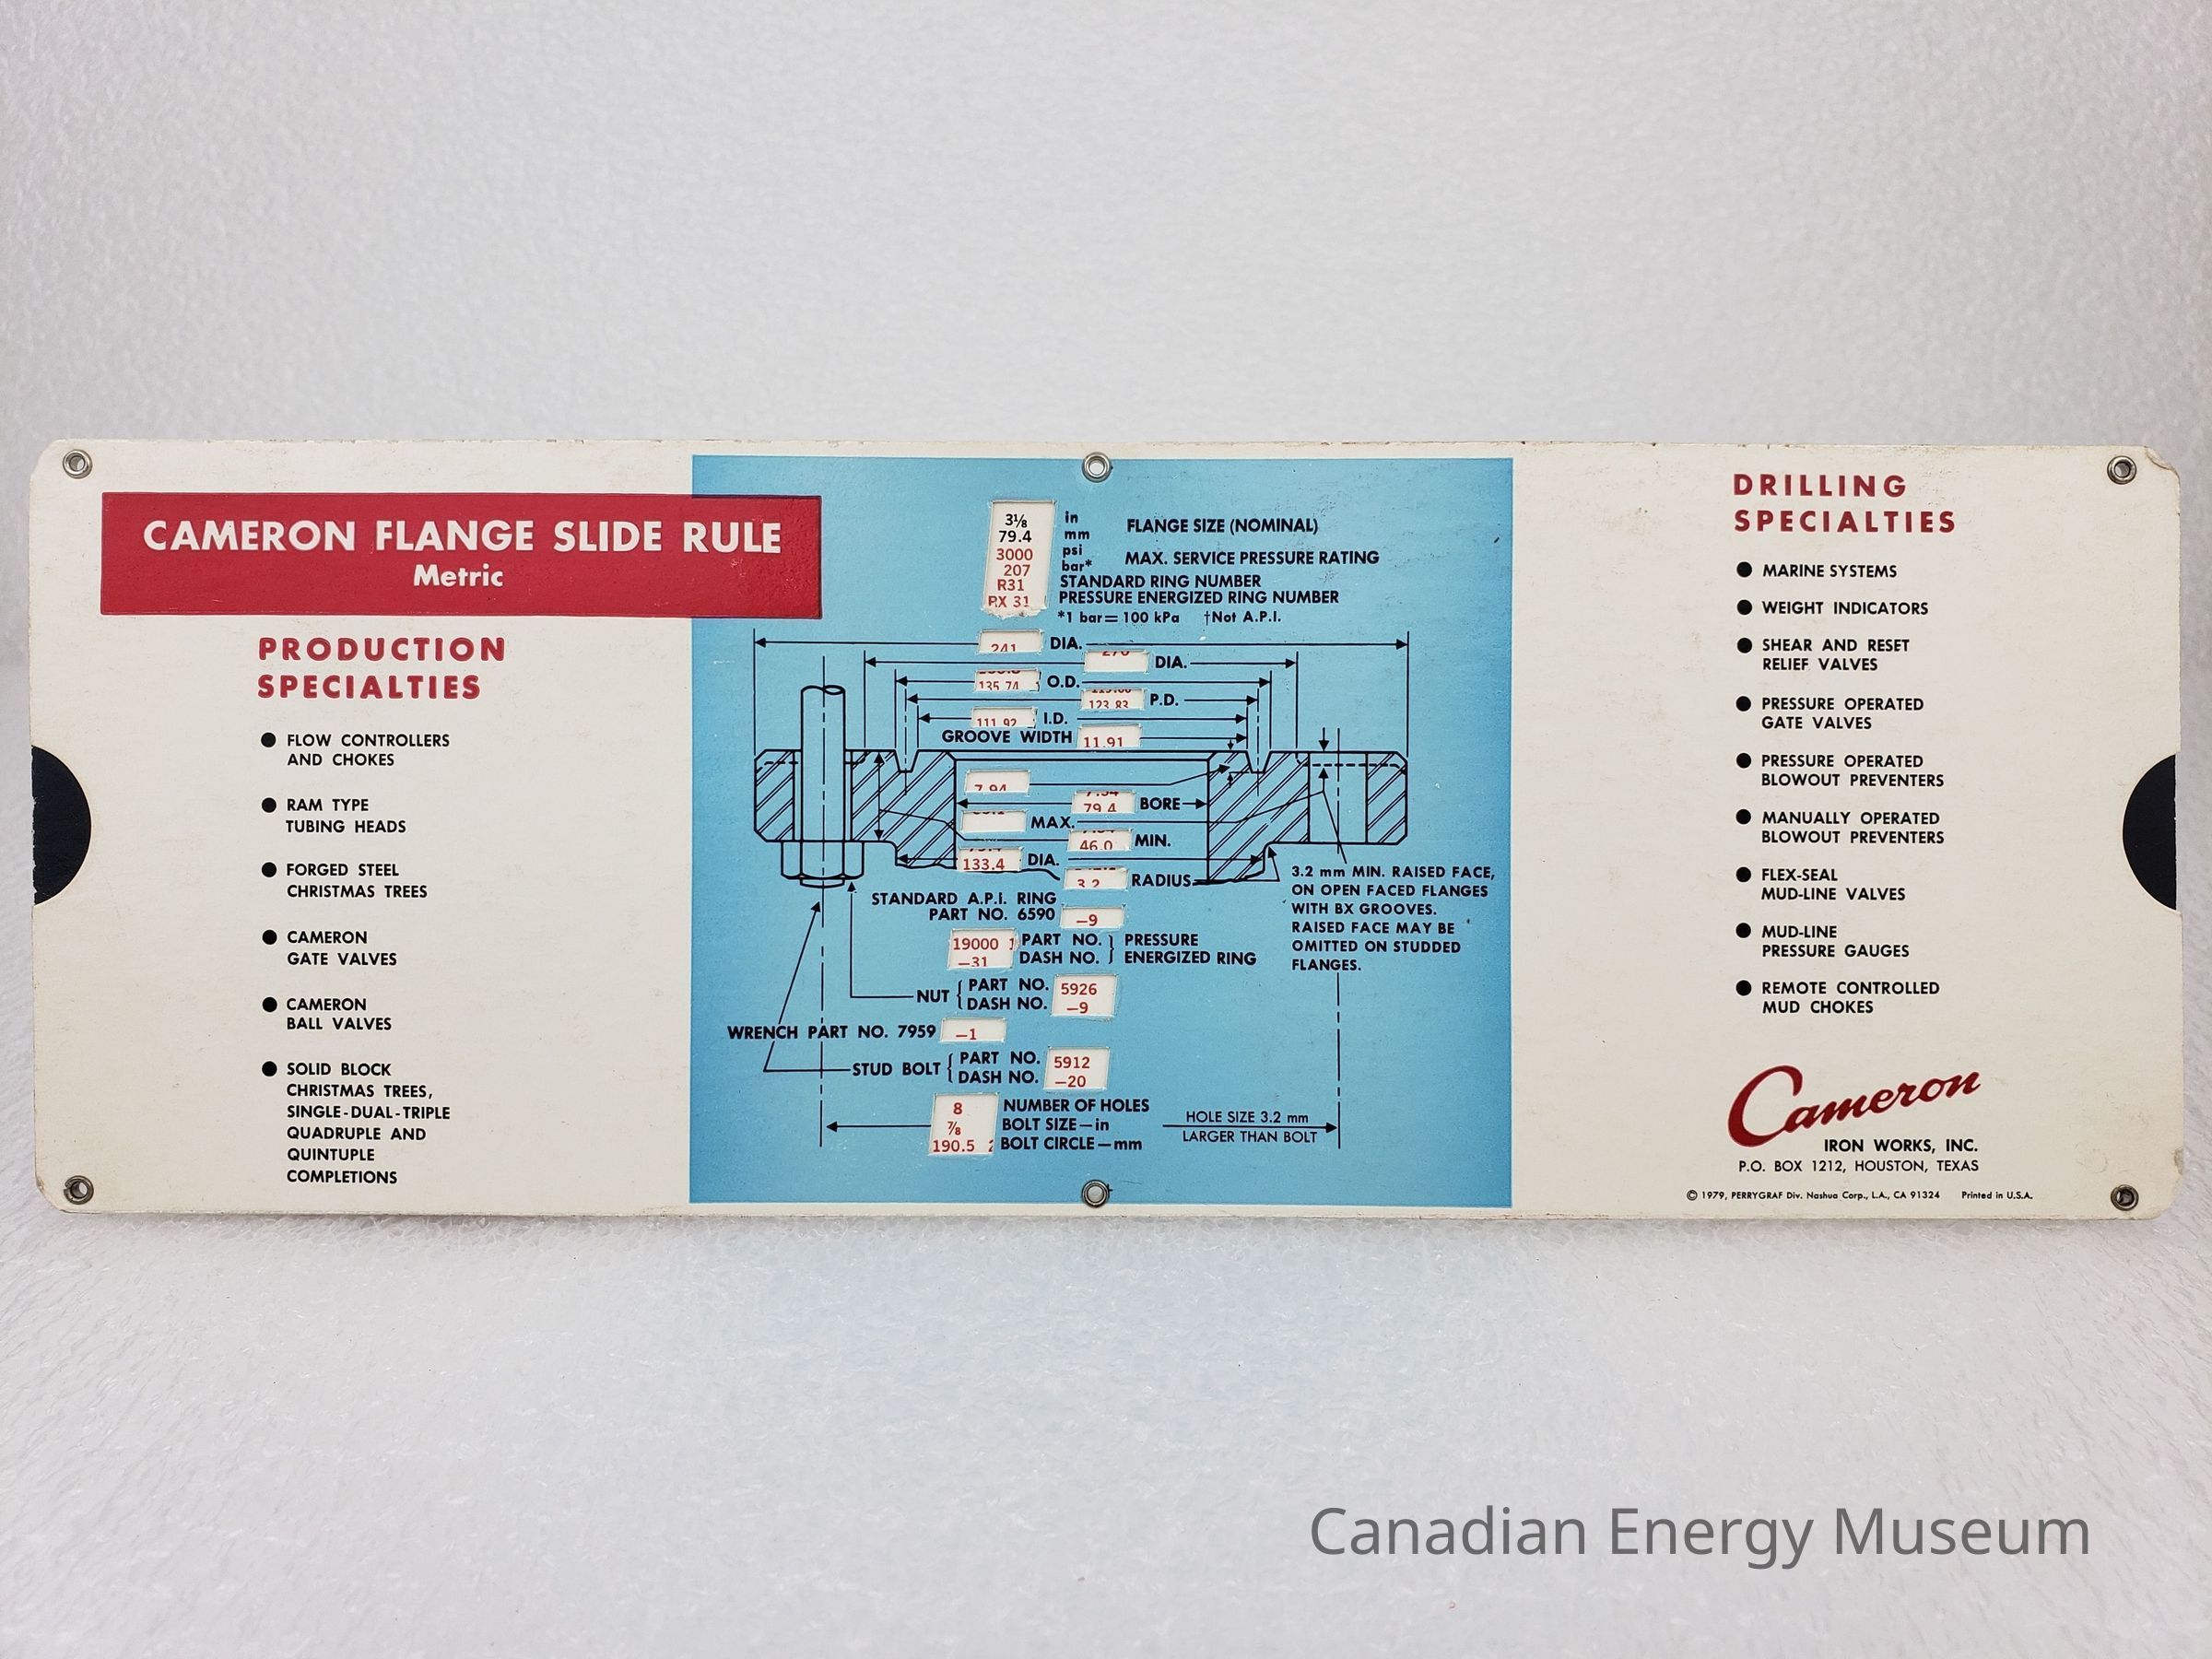 CAMERON FLANGE SLIDE RULE
Metric
PRODUCTION
SPECIALTIES
● FLOW CONTROLLERS
AND CHOKES
● RAM TYPE
TUBING HEADS
● FORGED STEEL
CHRISTMAS TREES
● CAMERON
GATE VALVES
● CAMERON
BALL VALVES
● SOLID BLOCK
CHRISTMAS TREES,
SINGLE-DUAL-TRIPLE
QUADRUPLE AND
QUINTUPLE
COMPLETIONS
3⅛ in FLANGE SIZE (NOMINAL)
79.4 mm
3000 psi MAX. SERVICE PRESSURE RATING
207 bar*
R31 STANDARD RING NUMBER
RX 31 PRESSURE ENERGIZED RING NUMBER
*1 bar = 100 kPa †Not A.P.I.
241 DIA.
DIA.
135.74 O.D.
123.83 P.D.
111.92 I.D.
GROOVE WIDTH 11.91
7.94
79.4 BORE
MAX.
46.0 MIN.
133.4 DIA.
3.2 RADIUS
3.2 mm MIN. RAISED FACE,
ON OPEN FACED FLANGES
WITH BX GROOVES.
RAISED FACE MAY BE
OMITTED ON STUDDED
FLANGES.
STANDARD A.P.I. RING
PART NO. 6590 –9
19000 PART NO. PRESSURE
–31 DASH NO. ENERGIZED RING
NUT PART NO. 5926
DASH NO. –9
WRENCH PART NO. 7959 –1
STUD BOLT PART NO. 5912
DASH NO. –20
8 NUMBER OF HOLES
⅞ BOLT SIZE—in
190.5 BOLT CIRCLE—mm
HOLE SIZE 3.2 mm
LARGER THAN BOLT
DRILLING
SPECIALTIES
● MARINE SYSTEMS
● WEIGHT INDICATORS
● SHEAR AND RESET
RELIEF VALVES
● PRESSURE OPERATED
GATE VALVES
● PRESSURE OPERATED
BLOWOUT PREVENTERS
● MANUALLY OPERATED
BLOWOUT PREVENTERS
● FLEX-SEAL
MUD-LINE VALVES
● MUD-LINE
PRESSURE GAUGES
● REMOTE CONTROLLED
MUD CHOKES
Cameron
IRON WORKS, INC.
P.O. BOX 1212, HOUSTON, TEXAS
© 1979, PERRYGRAF Div. Nashua Corp., L.A., CA 91324 Printed in U.S.A.
Canadian Energy Museum